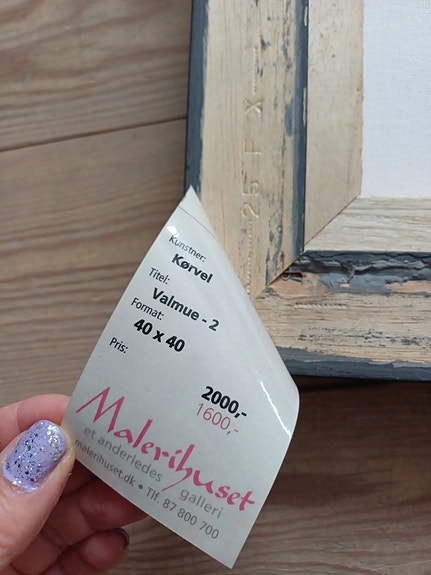 25 F X
Kunstner:
Kørvel
Titel:
Valmue - 2
Format:
40 x 40
Pris:
2000,-
1600,-
Malerihuset
et anderledes galleri
malerihuset.dk • Tlf. 87 800 700